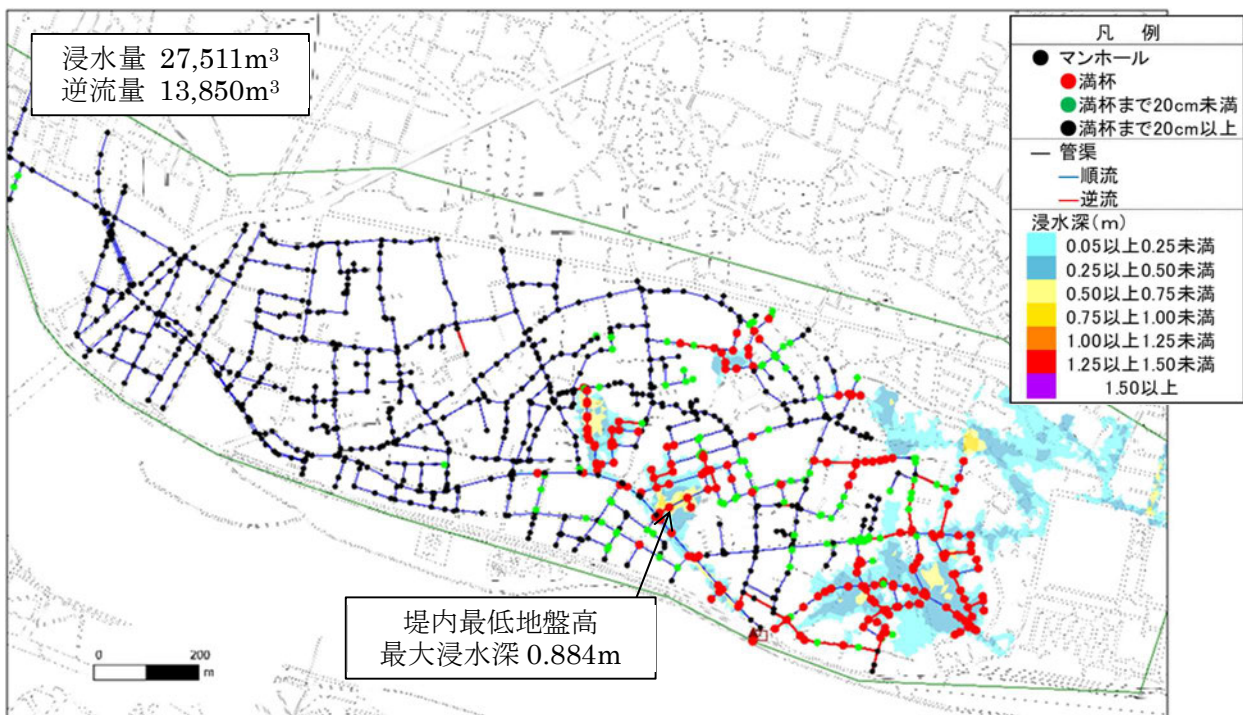 浸水量 27,511m³
逆流量 13,850m³
凡 例
マンホール
満杯
満杯まで20cm未満
満杯まで20cm以上
管渠
順流
逆流
浸水深(m)
0.05以上0.25未満
0.25以上0.50未満
0.50以上0.75未満
0.75以上1.00未満
1.00以上1.25未満
1.25以上1.50未満
1.50以上
堤内最低地盤高
最大浸水深 0.884m
0 200
m